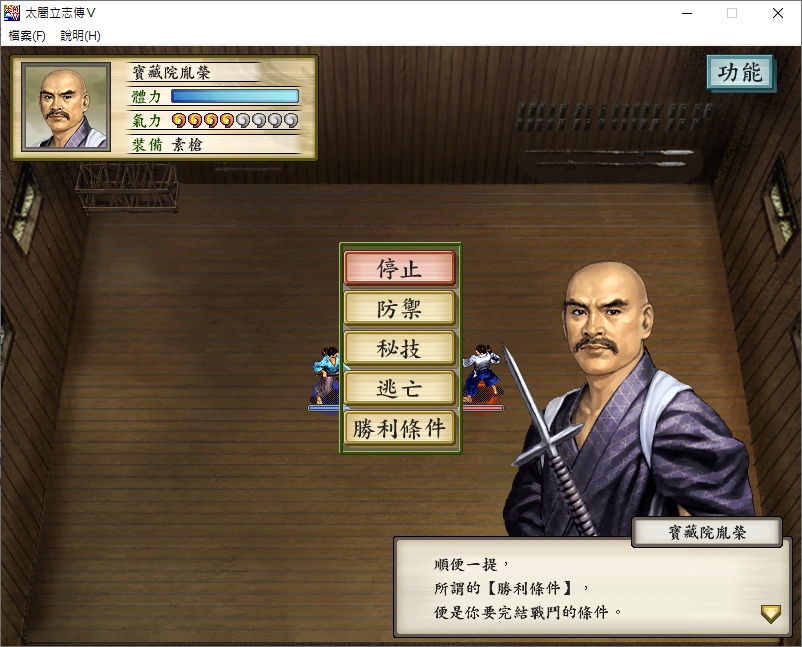 太閤立志傳Ⅴ
檔案(F) 說明(H)
寶藏院胤榮
體力
氣力
裝備 素槍
功能
停止
防禦
秘技
逃亡
勝利條件
寶藏院胤榮
順便一提，
所謂的【勝利條件】，
便是你要完結戰鬥的條件。